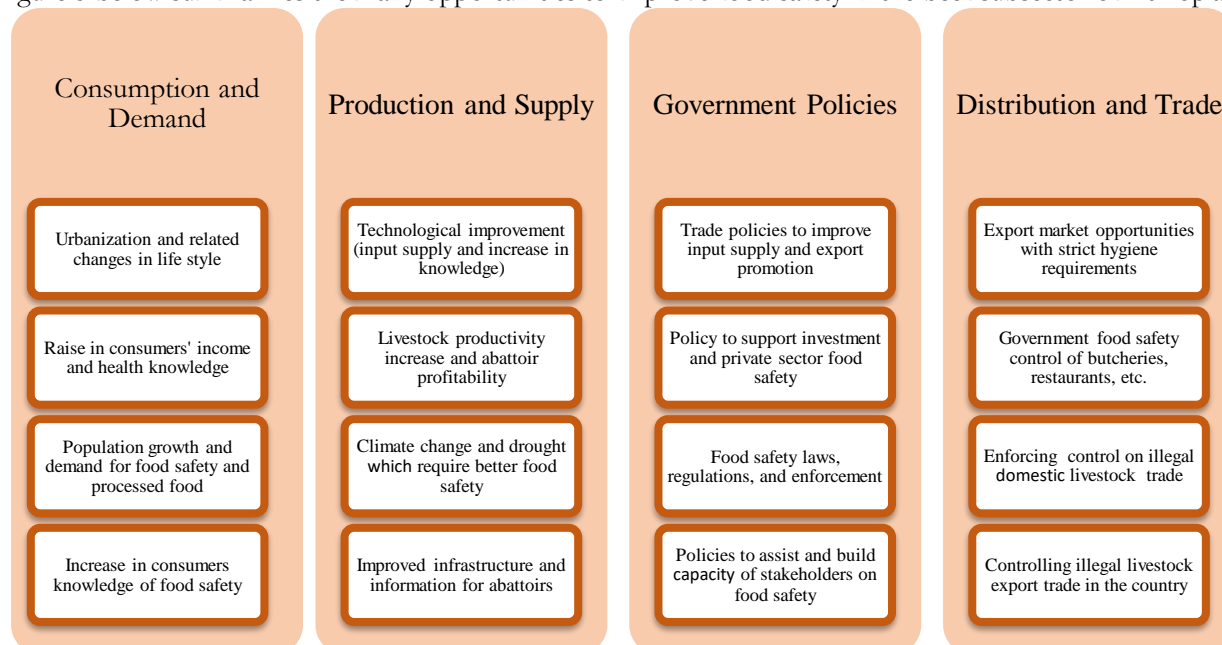 Consumption and
Demand
Urbanization and related
changes in life style
Raise in consumers' income
and health knowledge
Population growth and
demand for food safety and
processed food
Increase in consumers
knowledge of food safety
Production and Supply
Technological improvement
(input supply and increase in
knowledge)
Livestock productivity
increase and abattoir
profitability
Climate change and drought
which require better food
safety
Improved infrastructure and
information for abattoirs
Government Policies
Trade policies to improve
input supply and export
promotion
Policy to support investment
and private sector food
safety
Food safety laws,
regulations, and enforcement
Policies to assist and build
capacity of stakeholders on
food safety
Distribution and Trade
Export market opportunities
with strict hygiene
requirements
Government food safety
control of butcheries,
restaurants, etc.
Enforcing control on illegal
domestic livestock trade
Controlling illegal livestock
export trade in the country